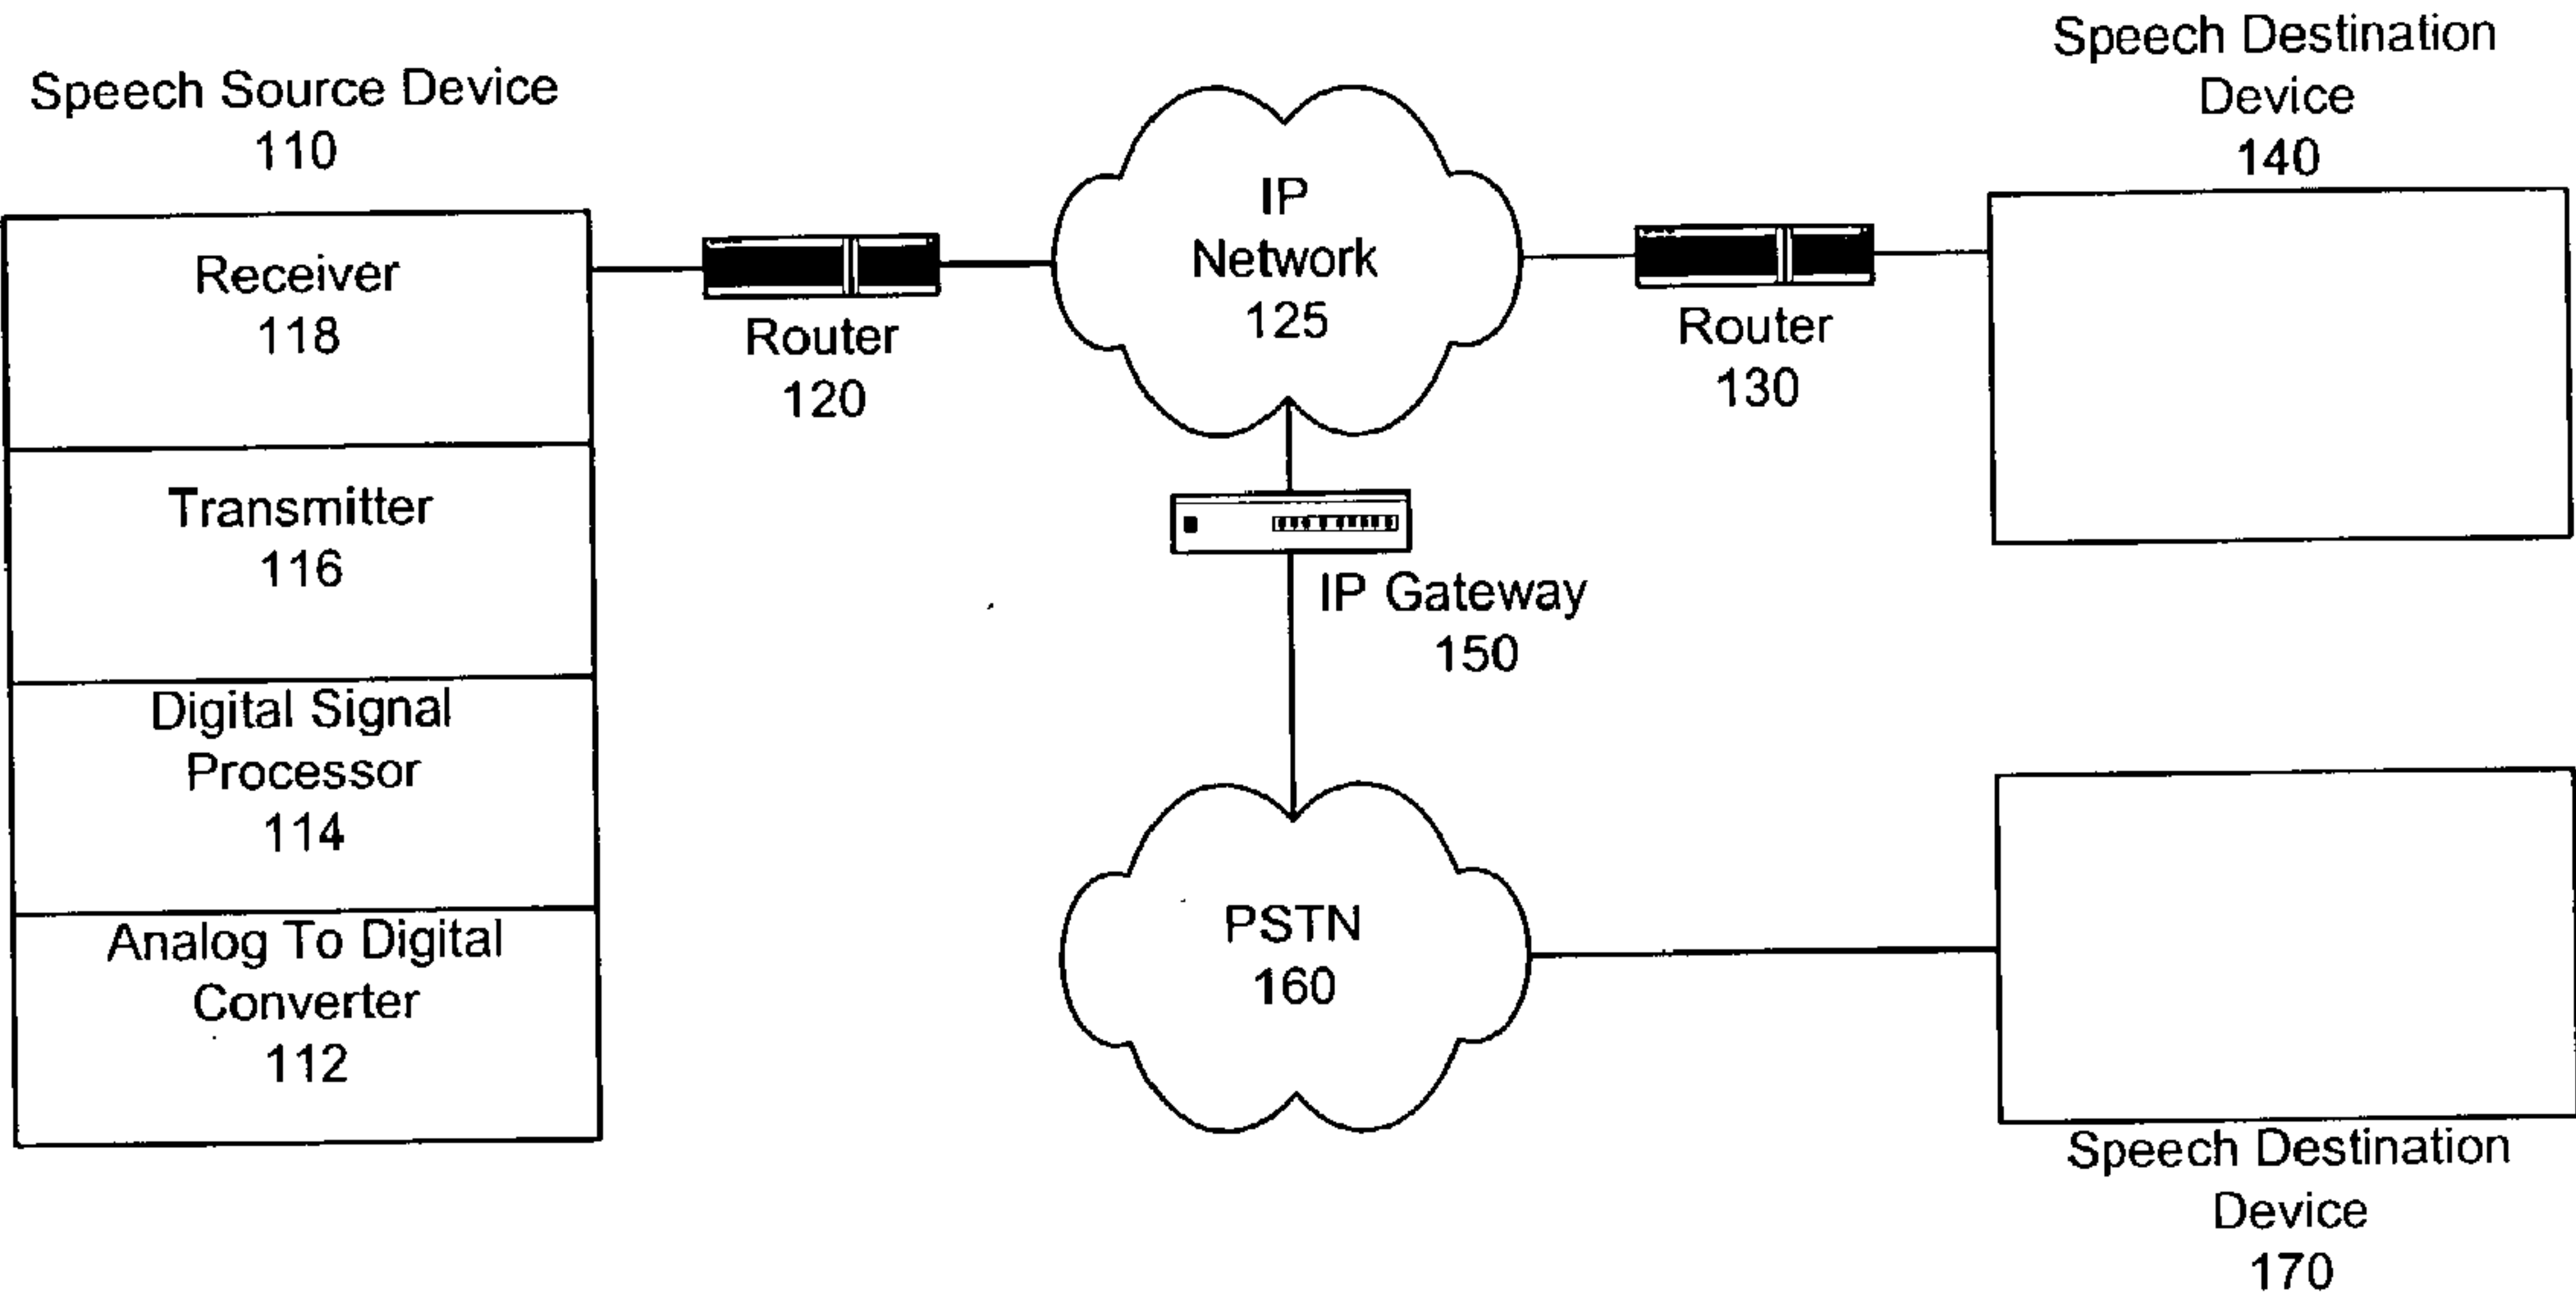 Speech Source Device
110
Receiver
118
Transmitter
116
Digital Signal
Processor
114
Analog To Digital
Converter
112
Router
120
IP
Network
125
IP Gateway
150
PSTN
160
Router
130
Speech Destination
Device
140
Speech Destination
Device
170